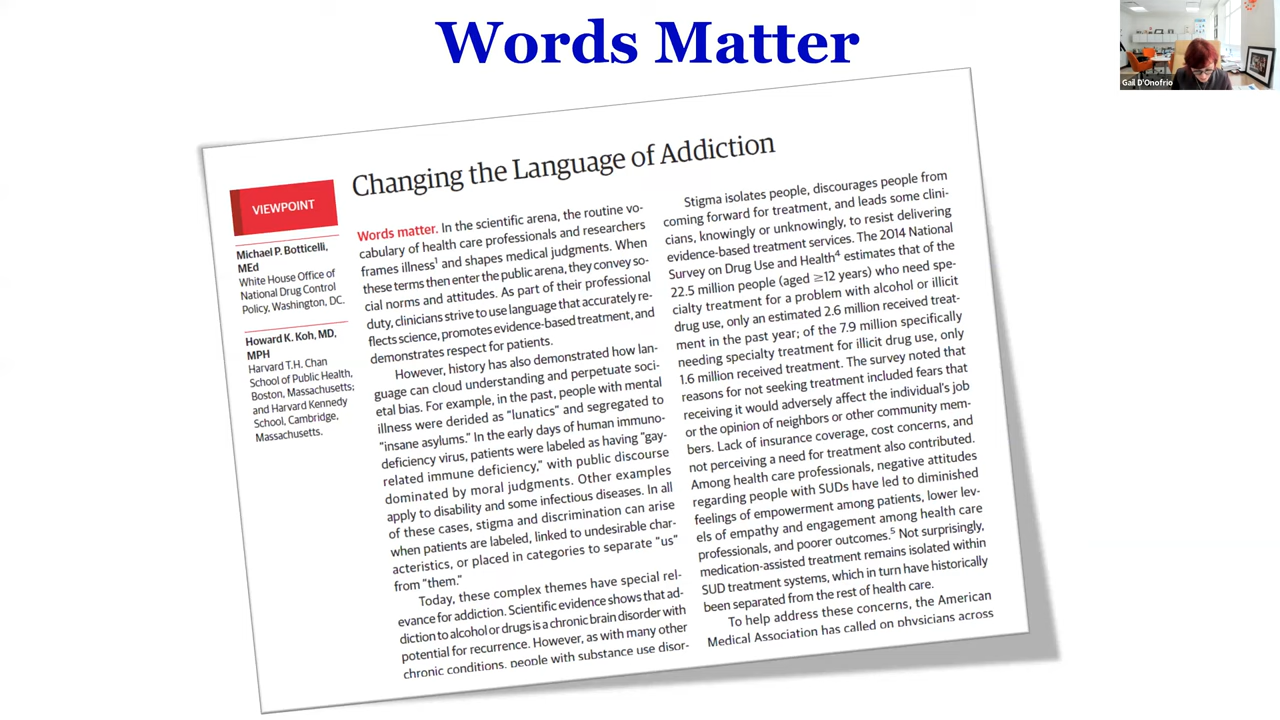 Words Matter
Gail D'Onofrio
Changing the Language of Addiction
VIEWPOINT
Michael P. Botticelli,
MEd
White House Office of
National Drug Control
Policy, Washington, DC.
Howard K. Koh, MD,
MPH
Harvard T.H. Chan
School of Public Health,
Boston, Massachusetts;
and Harvard Kennedy
School, Cambridge,
Massachusetts.
Words matter. In the scientific arena, the routine vo-
cabulary of health care professionals and researchers
frames illness¹ and shapes medical judgments. When
these terms then enter the public arena, they convey so-
cial norms and attitudes. As part of their professional
duty, clinicians strive to use language that accurately re-
flects science, promotes evidence-based treatment, and
demonstrates respect for patients.
However, history has also demonstrated how lan-
guage can cloud understanding and perpetuate soci-
etal bias. For example, in the past, people with mental
illness were derided as "lunatics" and segregated to
"insane asylums." In the early days of human immuno-
deficiency virus, patients were labeled as having "gay-
related immune deficiency," with public discourse
dominated by moral judgments. Other examples
apply to disability and some infectious diseases. In all
of these cases, stigma and discrimination can arise
when patients are labeled, linked to undesirable char-
acteristics, or placed in categories to separate "us"
from "them."
Today, these complex themes have special rel-
evance for addiction. Scientific evidence shows that ad-
diction to alcohol or drugs is a chronic brain disorder with
potential for recurrence. However, as with many other
chronic conditions, people with substance use disor-
Stigma isolates people, discourages people from
coming forward for treatment, and leads some clini-
cians, knowingly or unknowingly, to resist delivering
evidence-based treatment services. The 2014 National
Survey on Drug Use and Health⁴ estimates that of the
22.5 million people (aged ≥12 years) who need spe-
cialty treatment for a problem with alcohol or illicit
drug use, only an estimated 2.6 million received treat-
ment in the past year; of the 7.9 million specifically
needing specialty treatment for illicit drug use, only
1.6 million received treatment. The survey noted that
reasons for not seeking treatment included fears that
receiving it would adversely affect the individual's job
or the opinion of neighbors or other community mem-
bers. Lack of insurance coverage, cost concerns, and
not perceiving a need for treatment also contributed.
Among health care professionals, negative attitudes
regarding people with SUDs have led to diminished
feelings of empowerment among patients, lower lev-
els of empathy and engagement among health care
professionals, and poorer outcomes.⁵ Not surprisingly,
medication-assisted treatment remains isolated within
SUD treatment systems, which in turn have historically
been separated from the rest of health care.
To help address these concerns, the American
Medical Association has called on physicians across